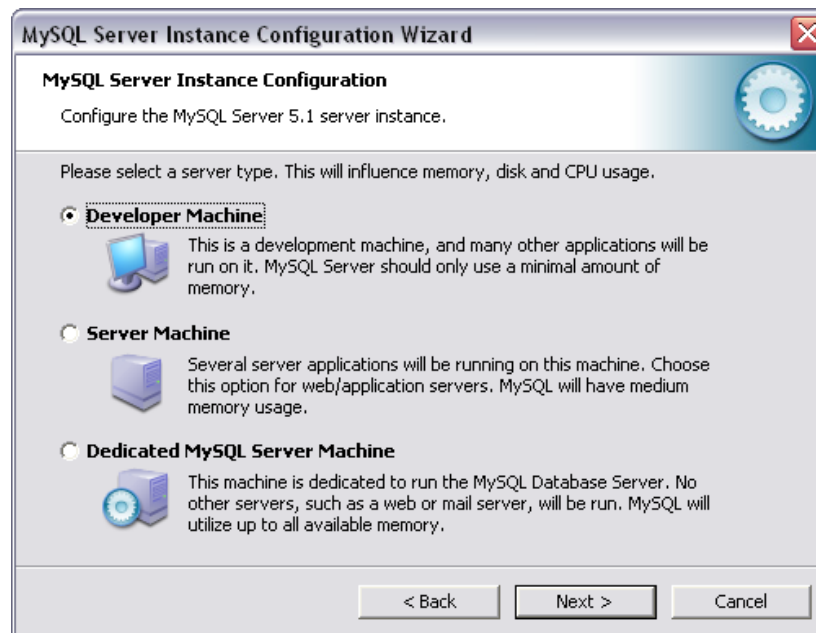 MySQL Server Instance Configuration Wizard
MySQL Server Instance Configuration
Configure the MySQL Server 5.1 server instance.
Please select a server type. This will influence memory, disk and CPU usage.
Developer Machine
This is a development machine, and many other applications will be
run on it. MySQL Server should only use a minimal amount of
memory.
Server Machine
Several server applications will be running on this machine. Choose
this option for web/application servers. MySQL will have medium
memory usage.
Dedicated MySQL Server Machine
This machine is dedicated to run the MySQL Database Server. No
other servers, such as a web or mail server, will be run. MySQL will
utilize up to all available memory.
< Back Next > Cancel